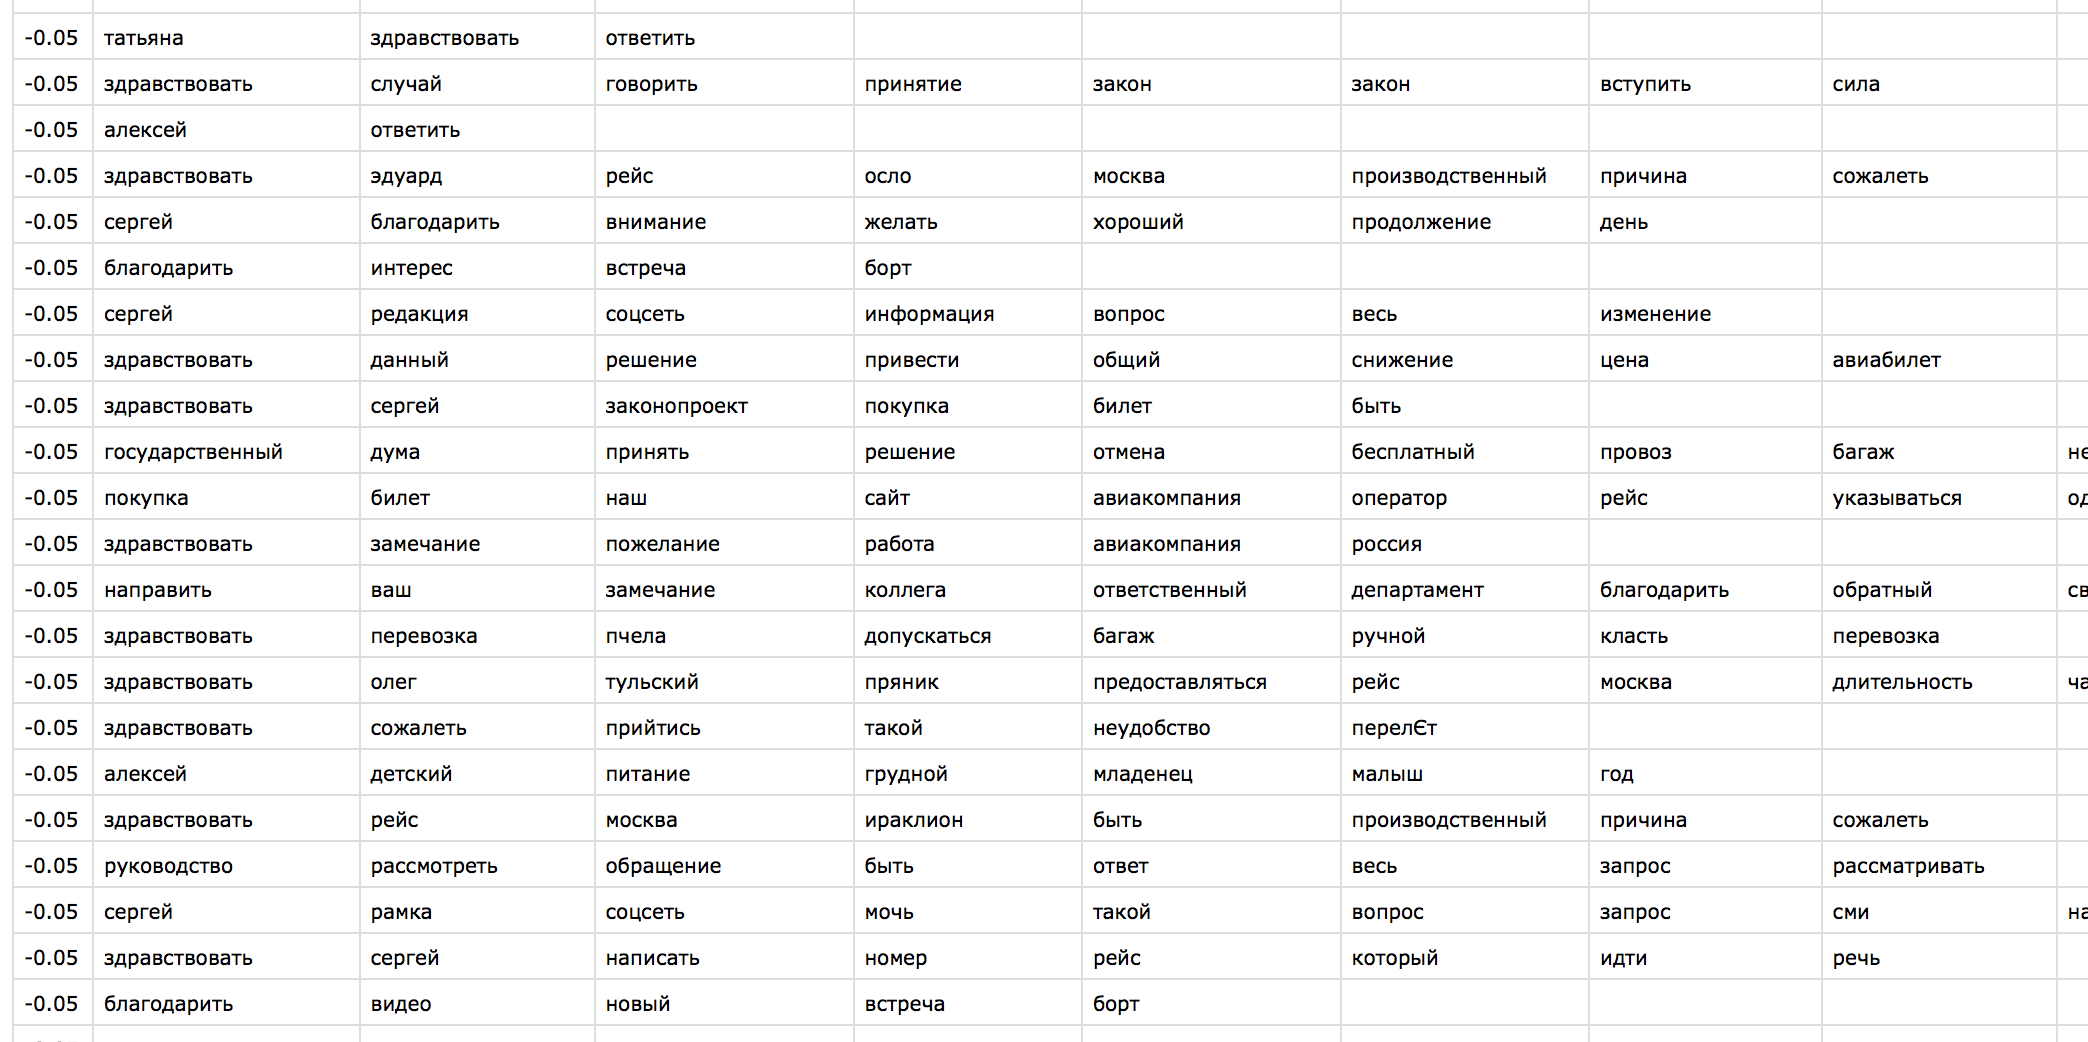 -0.05 татьяна здравствовать ответить
-0.05 здравствовать случай говорить принятие закон закон вступить сила
-0.05 алексей ответить
-0.05 здравствовать эдуард рейс осло москва производственный причина сожалеть
-0.05 сергей благодарить внимание желать хороший продолжение день
-0.05 благодарить интерес встреча борт
-0.05 сергей редакция соцсеть информация вопрос весь изменение
-0.05 здравствовать данный решение привести общий снижение цена авиабилет
-0.05 здравствовать сергей законопроект покупка билет быть
-0.05 государственный дума принять решение отмена бесплатный провоз багаж не
-0.05 покупка билет наш сайт авиакомпания оператор рейс указываться од
-0.05 здравствовать замечание пожелание работа авиакомпания россия
-0.05 направить ваш замечание коллега ответственный департамент благодарить обратный св
-0.05 здравствовать перевозка пчела допускаться багаж ручной класть перевозка
-0.05 здравствовать олег тульский пряник предоставляться рейс москва длительность ча
-0.05 здравствовать сожалеть прийтись такой неудобство перелЄт
-0.05 алексей детский питание грудной младенец малыш год
-0.05 здравствовать рейс москва ираклион быть производственный причина сожалеть
-0.05 руководство рассмотреть обращение быть ответ весь запрос рассматривать
-0.05 сергей рамка соцсеть мочь такой вопрос запрос сми на
-0.05 здравствовать сергей написать номер рейс который идти речь
-0.05 благодарить видео новый встреча борт